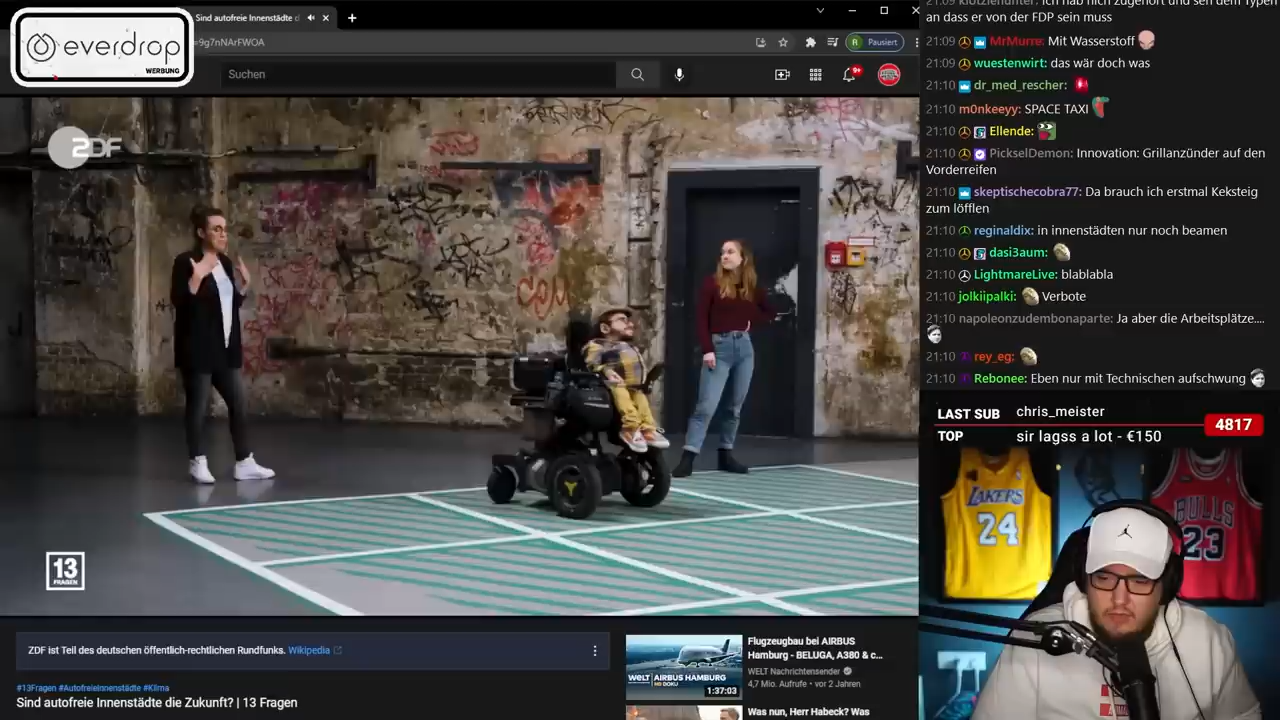 everdrop
WERBUNG
Sind autofreie Innenstädte d
=9g7nNArFWOA
Pausiert
Suchen
9+
ZDF
13
FRAGEN
ZDF ist Teil des deutschen öffentlich-rechtlichen Rundfunks. Wikipedia
#13Fragen #AutofreieInnenstädte #Klima
Sind autofreie Innenstädte die Zukunft? | 13 Fragen
WELT
AIRBUS HAMBURG
HD DOKU
1:37:03
Flugzeugbau bei AIRBUS
Hamburg - BELUGA, A380 & c...
WELT Nachrichtensender
4,7 Mio. Aufrufe • vor 2 Jahren
Was nun, Herr Habeck? Was
an dass er von der FDP sein muss
21:09 MrMurre: Mit Wasserstoff
21:09 wuestenwirt: das wär doch was
21:10 dr_med_rescher:
21:10 m0nkeeyy: SPACE TAXI
21:10 Ellende:
21:10 PickselDemon: Innovation: Grillanzünder auf den
Vorderreifen
21:10 skeptischecobra77: Da brauch ich erstmal Keksteig
zum löfflen
21:10 reginaldix: in innenstädten nur noch beamen
21:10 dasi3aum:
21:10 LightmareLive: blablabla
21:10 jolkiipalki: Verbote
21:10 napoleonzudembonaparte: Ja aber die Arbeitsplätze....
21:10 rey_eg:
21:10 Rebonee: Eben nur mit Technischen aufschwung
LAST SUB chris_meister
4817
TOP sir lagss a lot - €150
LAKERS
24
BULLS
23